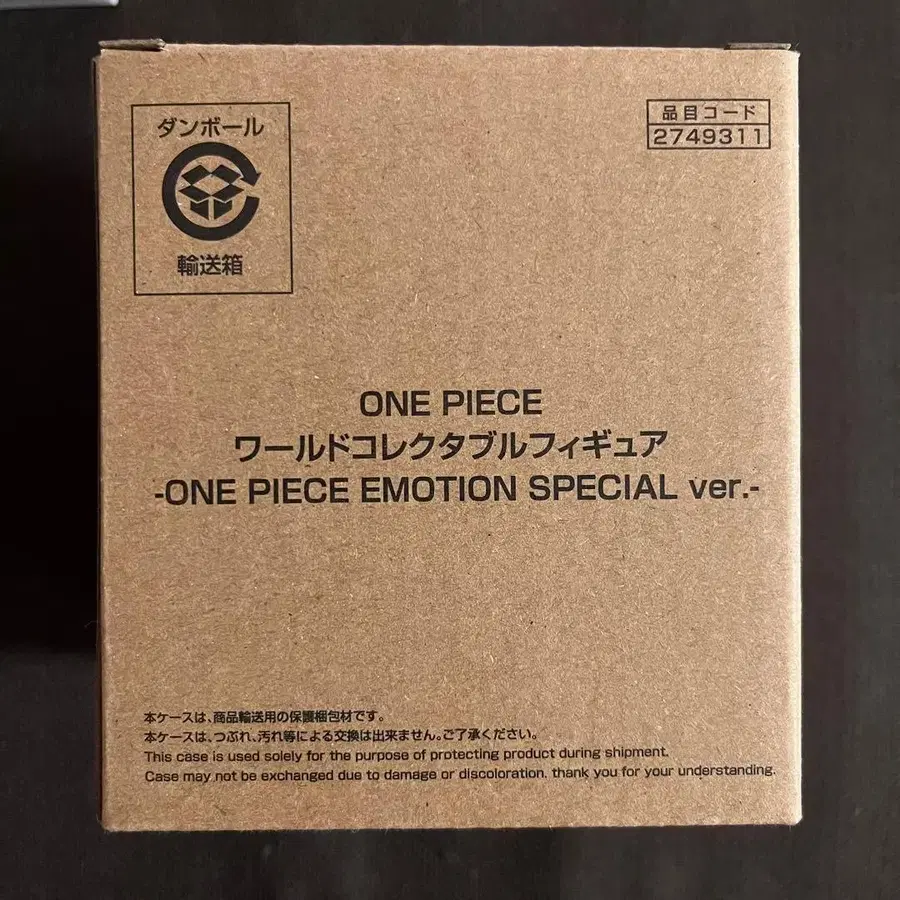 ダンボール
輸送箱
品目コード
2749311
ONE PIECE
ワールドコレクタブルフィギュア
-ONE PIECE EMOTION SPECIAL ver.-
本ケースは、商品輸送用の保護梱包材です。
本ケースは、つぶれ、汚れ等による交換は出来ません。ご了承ください。
This case is used solely for the purpose of protecting product during shipment.
Case may not be exchanged due to damage or discoloration. thank you for your understanding.